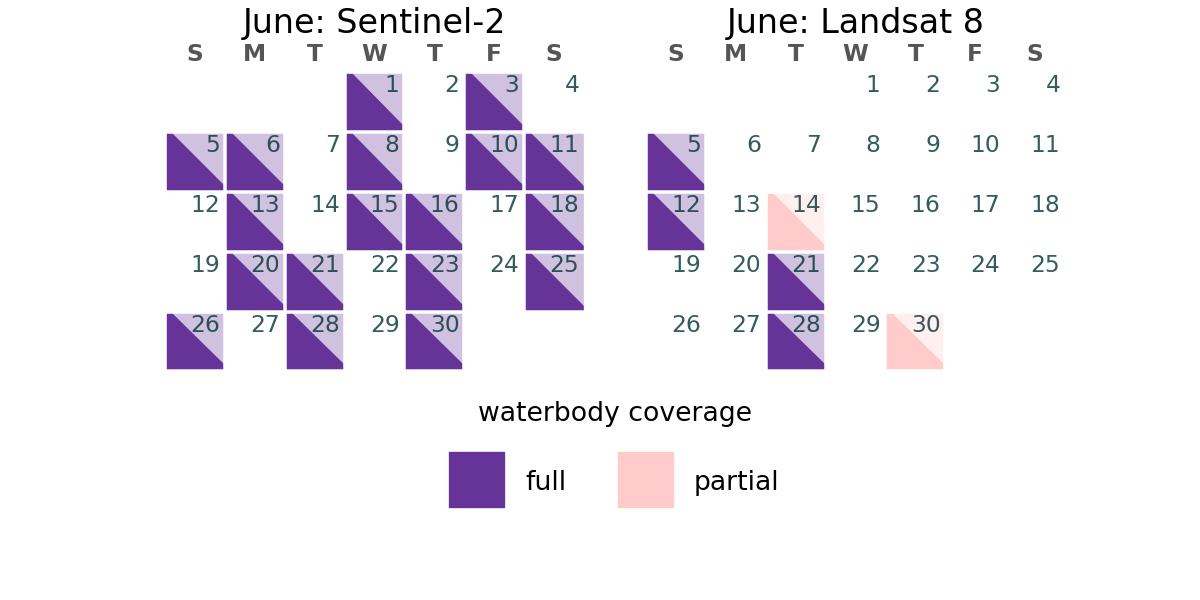 June: Sentinel-2
S M T W T F S
1 2 3 4
5 6 7 8 9 10 11
12 13 14 15 16 17 18
19 20 21 22 23 24 25
26 27 28 29 30
June: Landsat 8
S M T W T F S
1 2 3 4
5 6 7 8 9 10 11
12 13 14 15 16 17 18
19 20 21 22 23 24 25
26 27 28 29 30
waterbody coverage
full partial